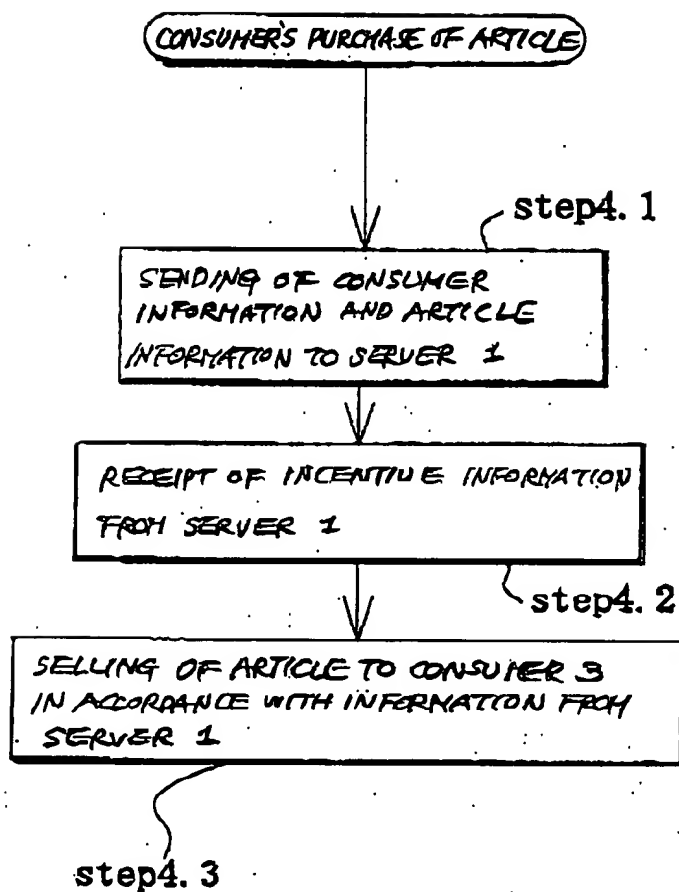 CONSUMER'S PURCHASE OF ARTICLE
step4. 1
SENDING OF CONSUMER
INFORMATION AND ARTICLE
INFORMATION TO SERVER 1
RECEIPT OF INCENTIVE INFORMATION
FROM SERVER 1
step4. 2
SELLING OF ARTICLE TO CONSUMER 3
IN ACCORDANCE WITH INFORMATION FROM
SERVER 1
step4. 3